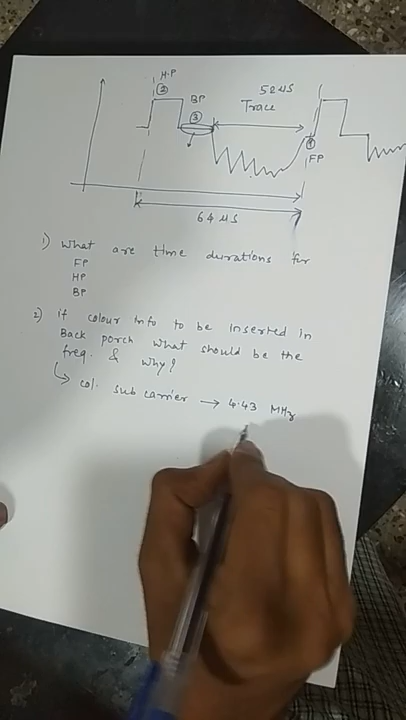 H.P
②
BP
③
52 μs
Trace
①
FP
64 μs
1) What are time durations for
FP
HP
BP
2) if colour info to be inserted in
Back porch what should be the
freq. & why?
↳ col. sub carrier → 4.43 MHz